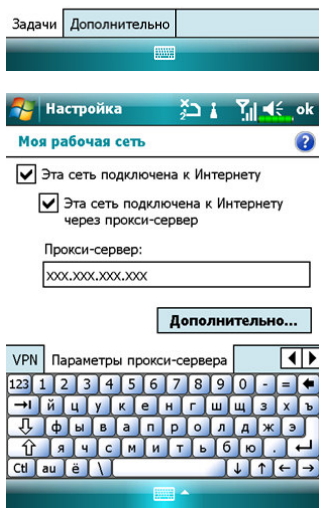 Задачи Дополнительно
Настройка ok
Моя рабочая сеть ?
Эта сеть подключена к Интернету
Эта сеть подключена к Интернету
через прокси-сервер
Прокси-сервер:
xxx.xxx.xxx.xxx
Дополнительно...
VPN Параметры прокси-сервера
123 1 2 3 4 5 6 7 8 9 0 - =
й ц у к е н г ш щ з х ъ
ф ы в а п р о л д ж э
я ч с м и т ь б ю .
Ctl au ё \